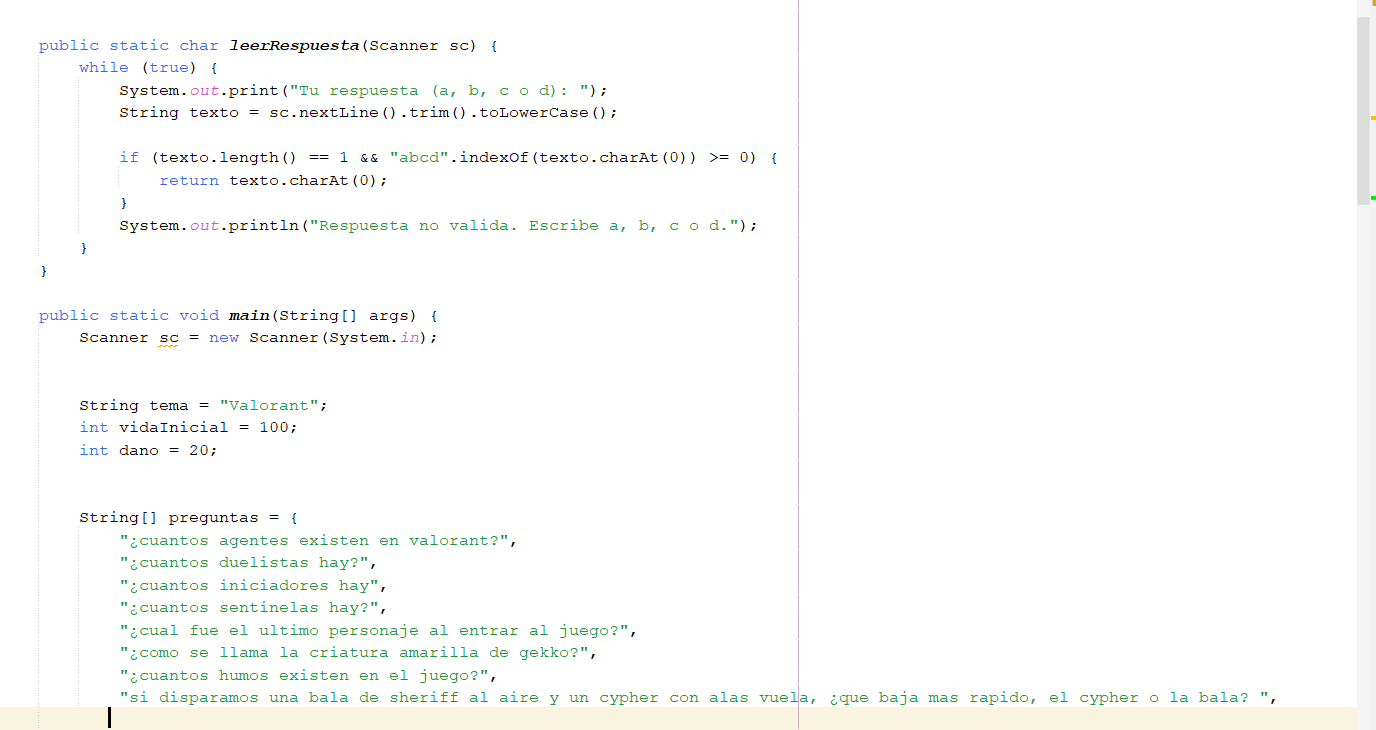 public static char leerRespuesta(Scanner sc) {
while (true) {
System.out.print("Tu respuesta (a, b, c o d): ");
String texto = sc.nextLine().trim().toLowerCase();
if (texto.length() == 1 && "abcd".indexOf(texto.charAt(0)) >= 0) {
return texto.charAt(0);
}
System.out.println("Respuesta no valida. Escribe a, b, c o d.");
}
}
public static void main(String[] args) {
Scanner sc = new Scanner(System.in);
String tema = "Valorant";
int vidaInicial = 100;
int dano = 20;
String[] preguntas = {
"¿cuantos agentes existen en valorant?",
"¿cuantos duelistas hay?",
"¿cuantos iniciadores hay",
"¿cuantos sentinelas hay?",
"¿cual fue el ultimo personaje al entrar al juego?",
"¿como se llama la criatura amarilla de gekko?",
"¿cuantos humos existen en el juego?",
"si disparamos una bala de sheriff al aire y un cypher con alas vuela, ¿que baja mas rapido, el cypher o la bala? ",